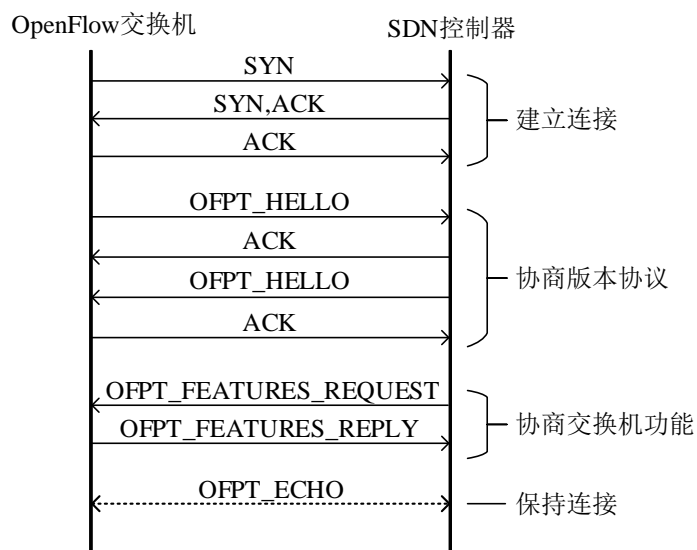 OpenFlow交换机
SDN控制器
SYN
SYN,ACK
建立连接
ACK
OFPT_HELLO
ACK
OFPT_HELLO
协商版本协议
ACK
OFPT_FEATURES_REQUEST
OFPT_FEATURES_REPLY
协商交换机功能
OFPT_ECHO
保持连接